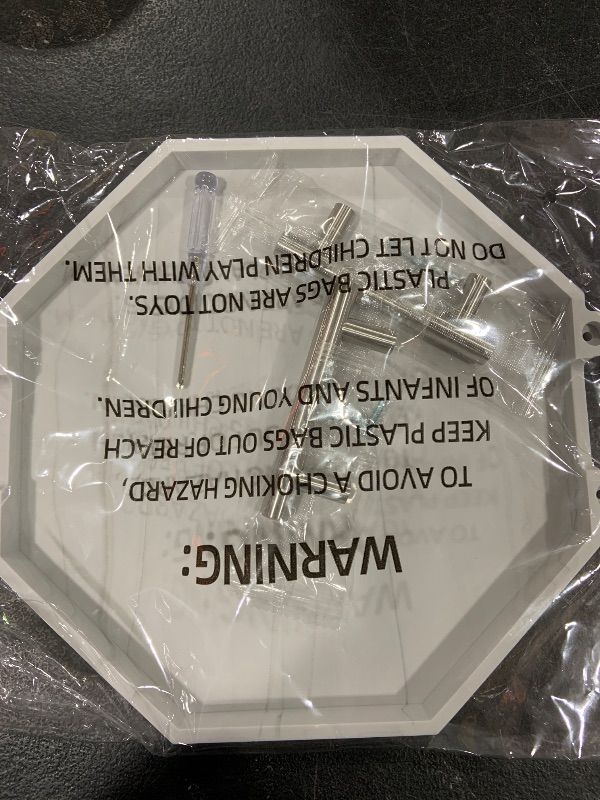 WARNING:
TO AVOID A CHOKING HAZARD,
KEEP PLASTIC BAGS OUT OF REACH
OF INFANTS AND YOUNG CHILDREN.
PLASTIC BAGS ARE NOT TOYS.
DO NOT LET CHILDREN PLAY WITH THEM.